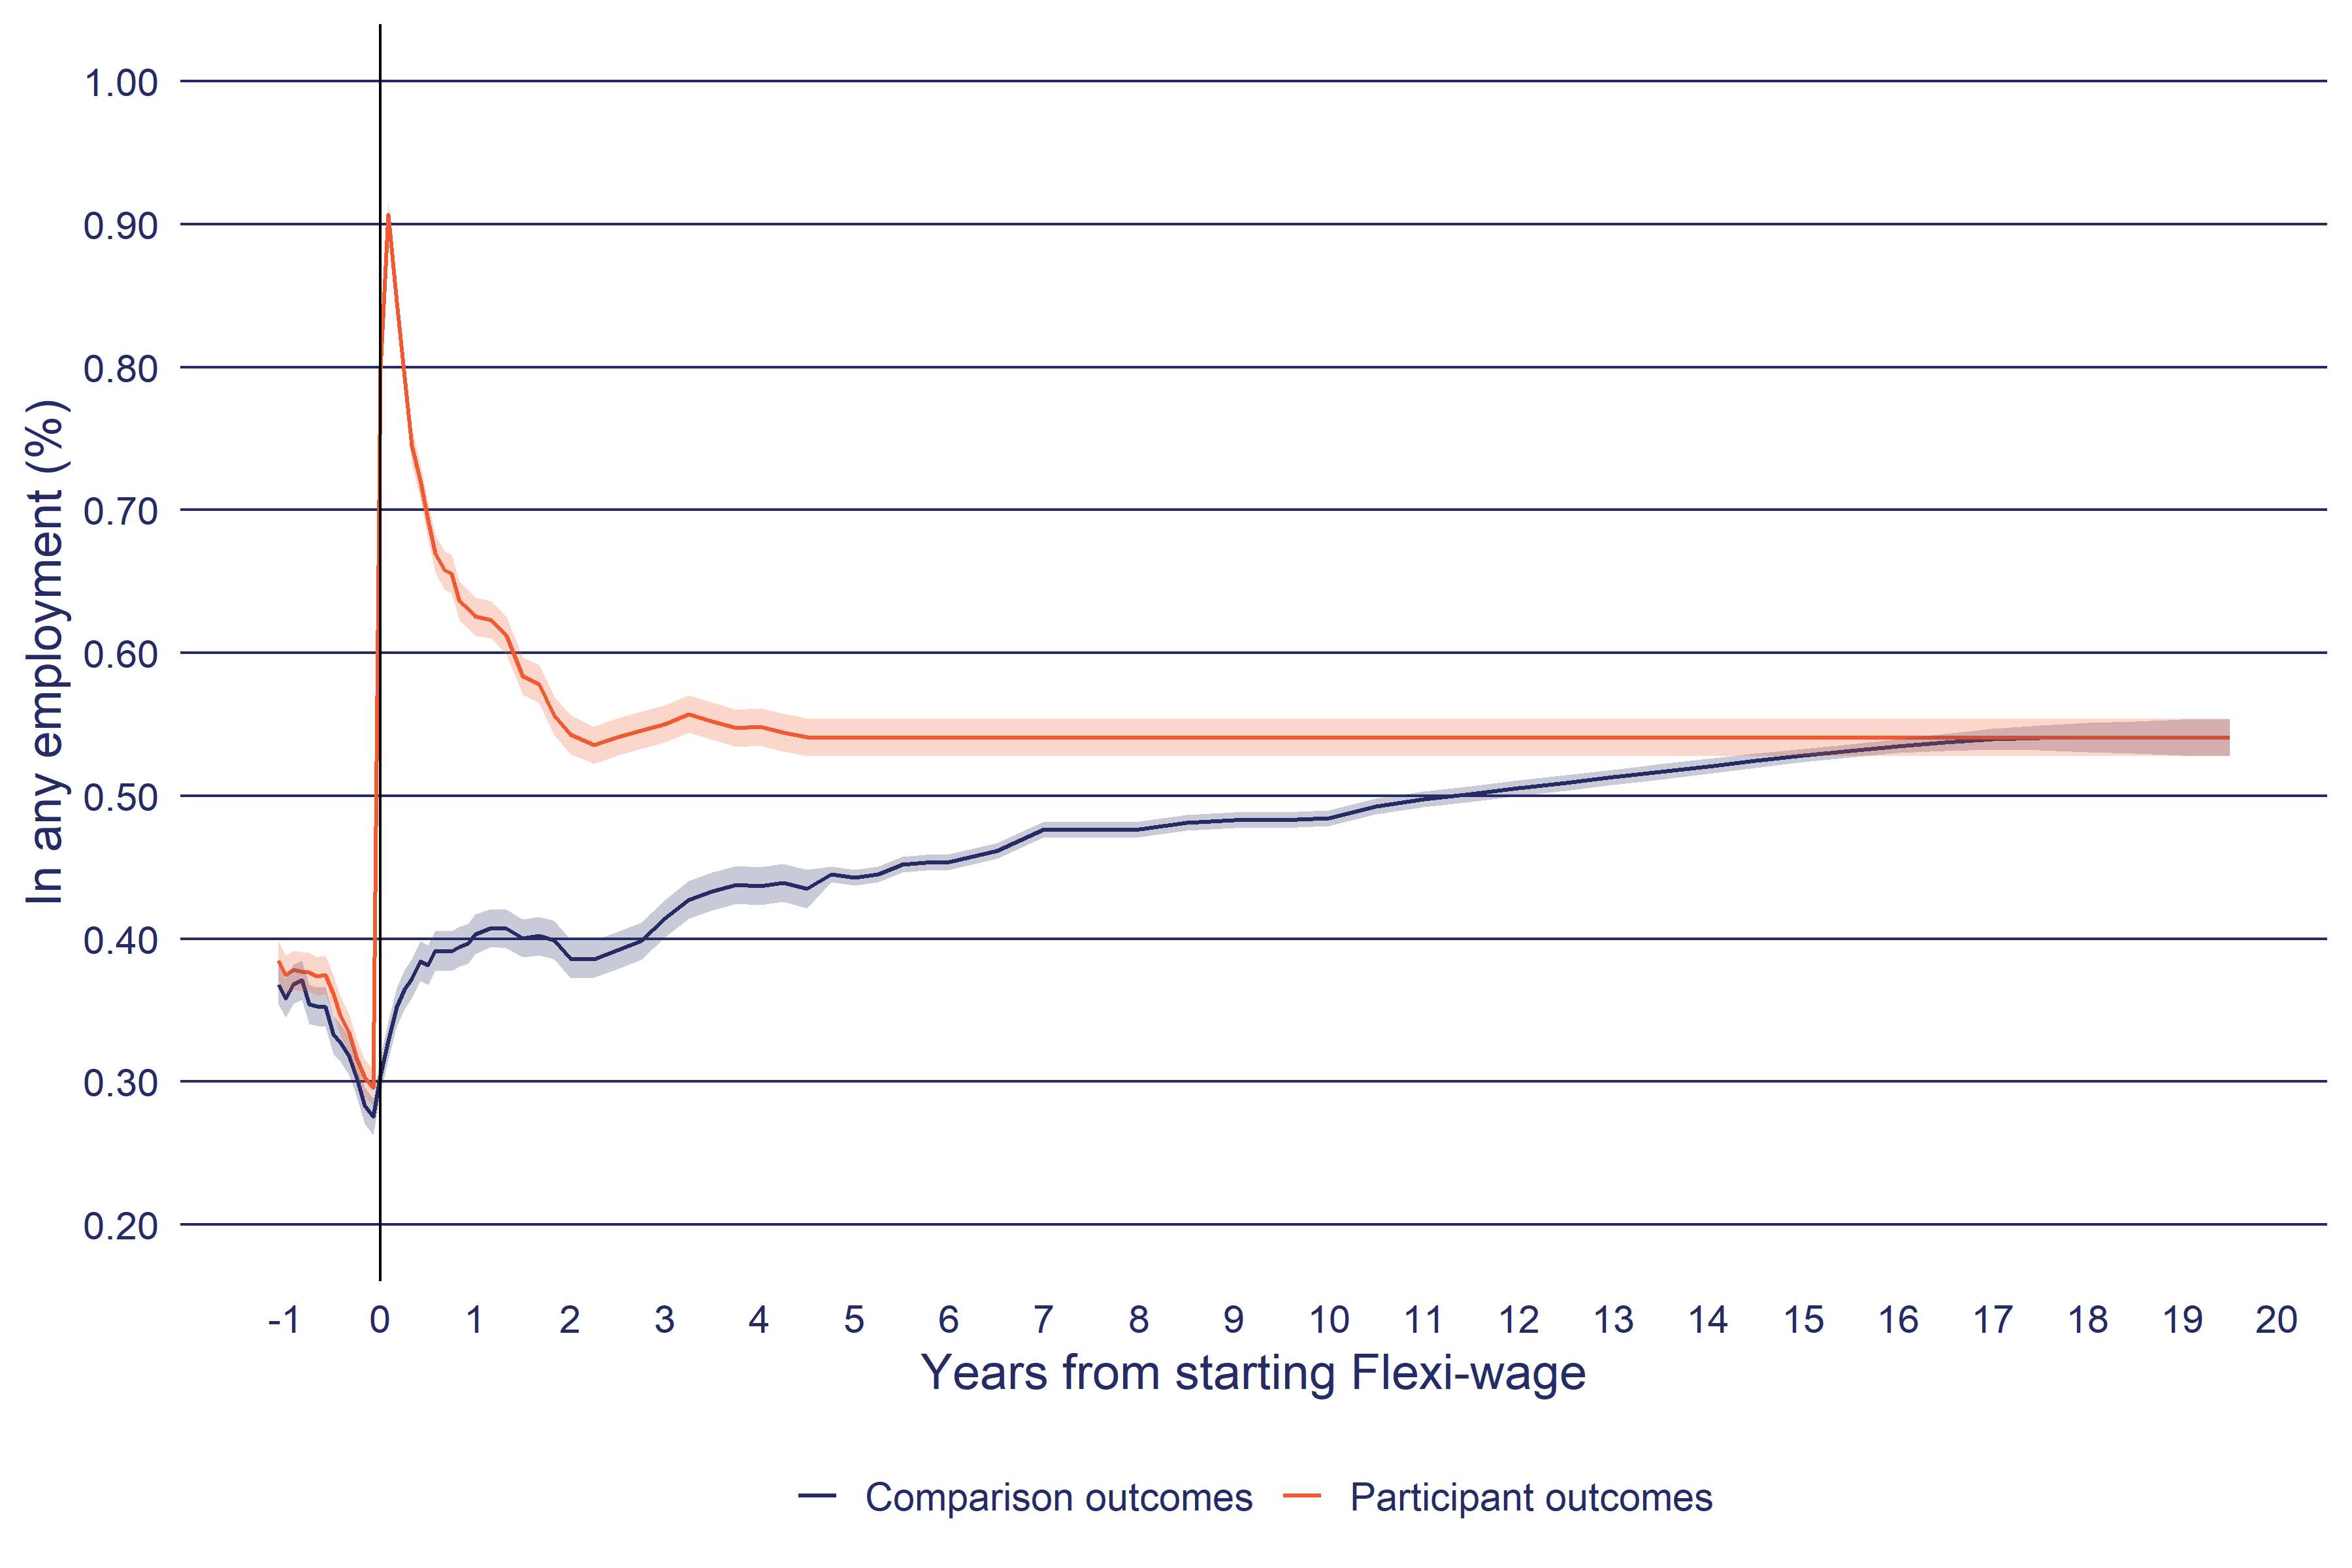 In any employment (%)
1.00
0.90
0.80
0.70
0.60
0.50
0.40
0.30
0.20
-1 0 1 2 3 4 5 6 7 8 9 10 11 12 13 14 15 16 17 18 19 20
Years from starting Flexi-wage
Comparison outcomes Participant outcomes